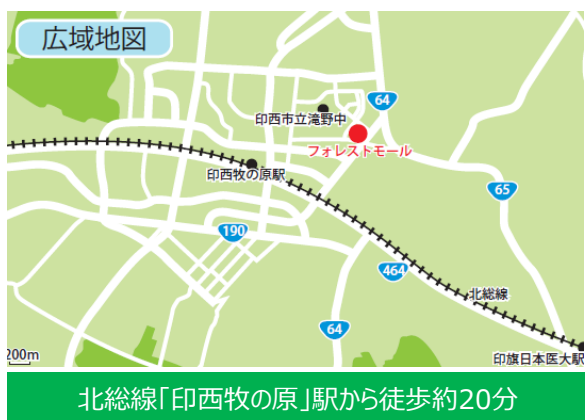 広域地図
64
印西市立滝野中
フォレストモール
印西牧の原駅
65
190
464
北総線
64
200m
印旛日本医大駅
北総線「印西牧の原」駅から徒歩約20分